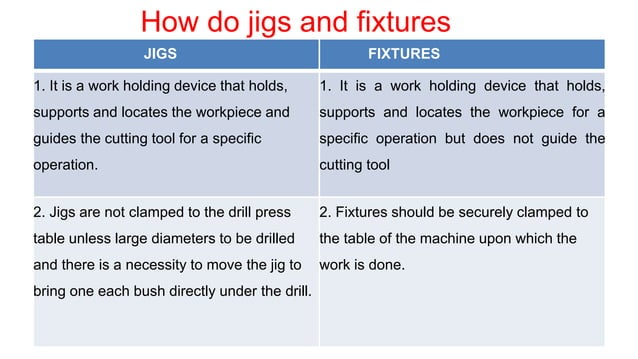 How do jigs and fixtures
JIGS
FIXTURES
1. It is a work holding device that holds,
supports and locates the workpiece and
guides the cutting tool for a specific
operation.
1. It is a work holding device that holds,
supports and locates the workpiece for a
specific operation but does not guide the
cutting tool
2. Jigs are not clamped to the drill press
table unless large diameters to be drilled
and there is a necessity to move the jig to
bring one each bush directly under the drill.
2. Fixtures should be securely clamped to
the table of the machine upon which the
work is done.